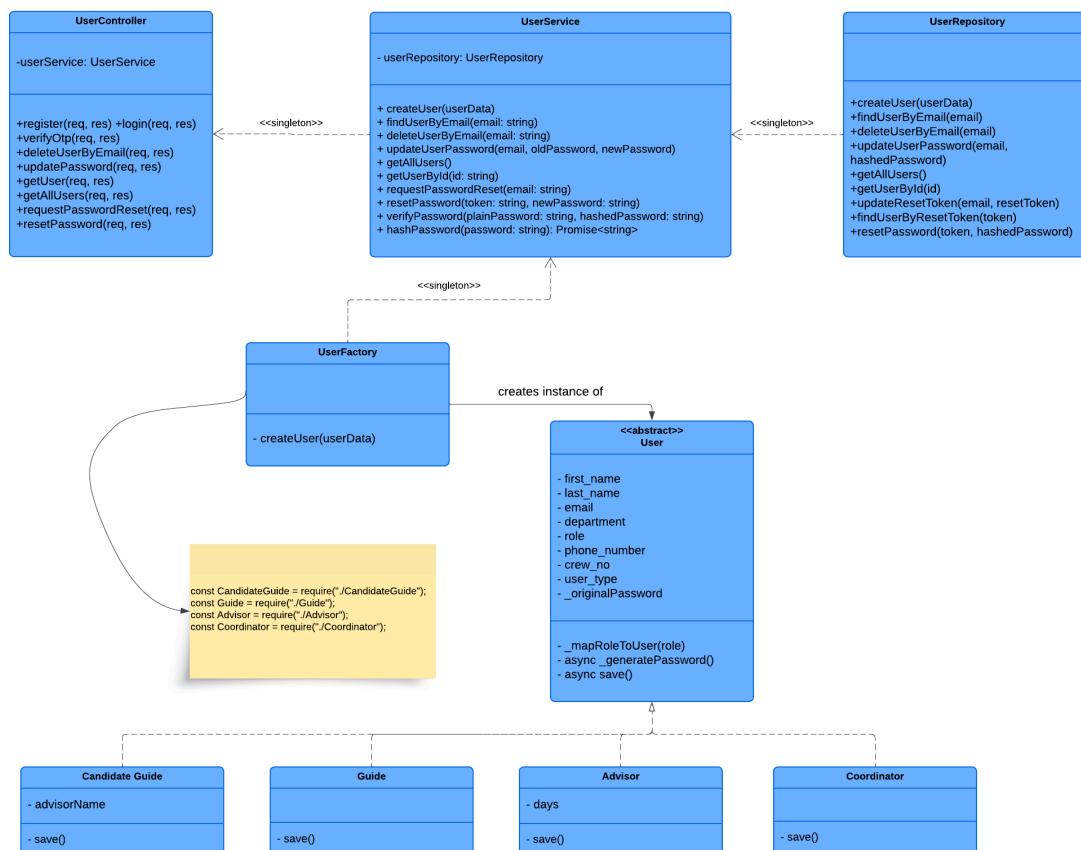 UserController
-userService: UserService
+register(req, res) +login(req, res)
+verifyOtp(req, res)
+deleteUserByEmail(req, res)
+updatePassword(req, res)
+getUser(req, res)
+getAllUsers(req, res)
+requestPasswordReset(req, res)
+resetPassword(req, res)
<<singleton>>
UserService
- userRepository: UserRepository
+ createUser(userData)
+ findUserByEmail(email: string)
+ deleteUserByEmail(email: string)
+ updateUserPassword(email, oldPassword, newPassword)
+ getAllUsers()
+ getUserById(id: string)
+ requestPasswordReset(email: string)
+ resetPassword(token: string, newPassword: string)
+ verifyPassword(plainPassword: string, hashedPassword: string)
+ hashPassword(password: string): Promise<string>
<<singleton>>
UserRepository
+createUser(userData)
+findUserByEmail(email)
+deleteUserByEmail(email)
+updateUserPassword(email,
hashedPassword)
+getAllUsers()
+getUserById(id)
+updateResetToken(email, resetToken)
+findUserByResetToken(token)
+resetPassword(token, hashedPassword)
<<singleton>>
UserFactory
- createUser(userData)
creates instance of
<<abstract>>
User
- first_name
- last_name
- email
- department
- role
- phone_number
- crew_no
- user_type
- _originalPassword
- _mapRoleToUser(role)
- async _generatePassword()
- async save()
const CandidateGuide = require("./CandidateGuide");
const Guide = require("./Guide");
const Advisor = require("./Advisor");
const Coordinator = require("./Coordinator");
Candidate Guide
- advisorName
- save()
Guide
- save()
Advisor
- days
- save()
Coordinator
- save()